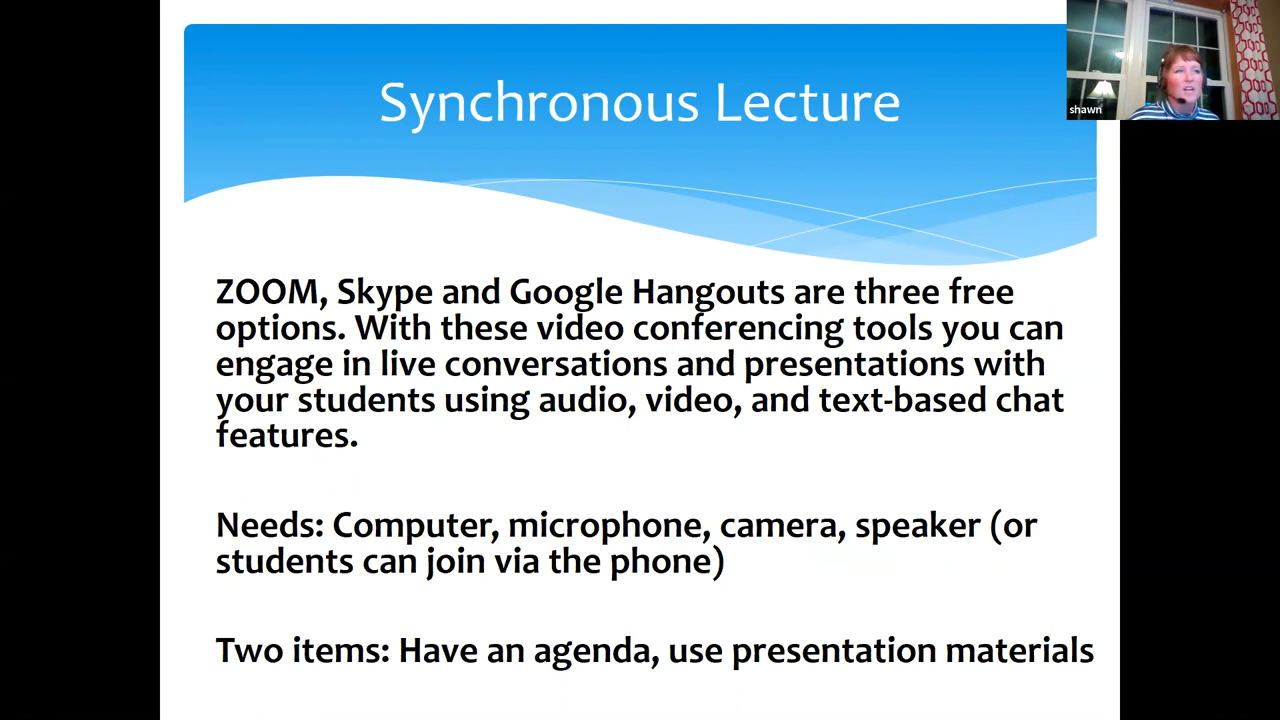 Synchronous Lecture
shawn
ZOOM, Skype and Google Hangouts are three free
options. With these video conferencing tools you can
engage in live conversations and presentations with
your students using audio, video, and text-based chat
features.
Needs: Computer, microphone, camera, speaker (or
students can join via the phone)
Two items: Have an agenda, use presentation materials